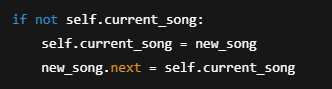 if not self.current_song:
    self.current_song = new_song
    new_song.next = self.current_song